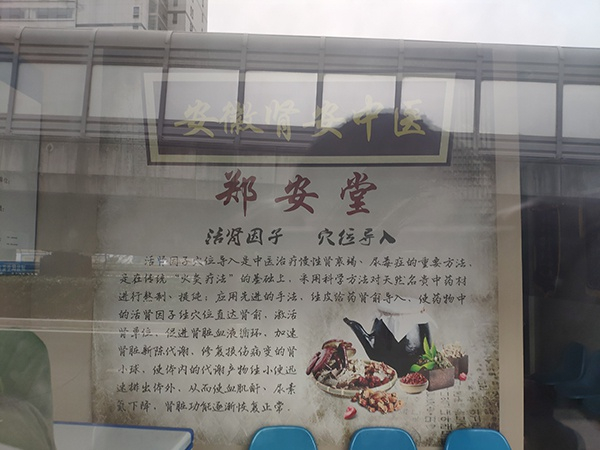 安徽肾安中医
郑安堂
活肾因子 穴位导入
活肾因子穴位导入是中医治疗慢性肾衰竭、尿毒症的重要方法,
是在传统"火灸疗法"的基础上,采用科学方法对天然名贵中药材
进行熬制、提炼;应用先进的手法,经皮给药肾俞导入,使药物中
的活肾因子经穴位直达肾俞,激活
肾单位,促进肾脏血液循环,加速
肾脏新陈代谢,修复损伤病变的肾
小球,使体内的代谢产物经小便迅
速排出体外,从而使血肌酐、尿素
氮下降,肾脏功能逐渐恢复正常.